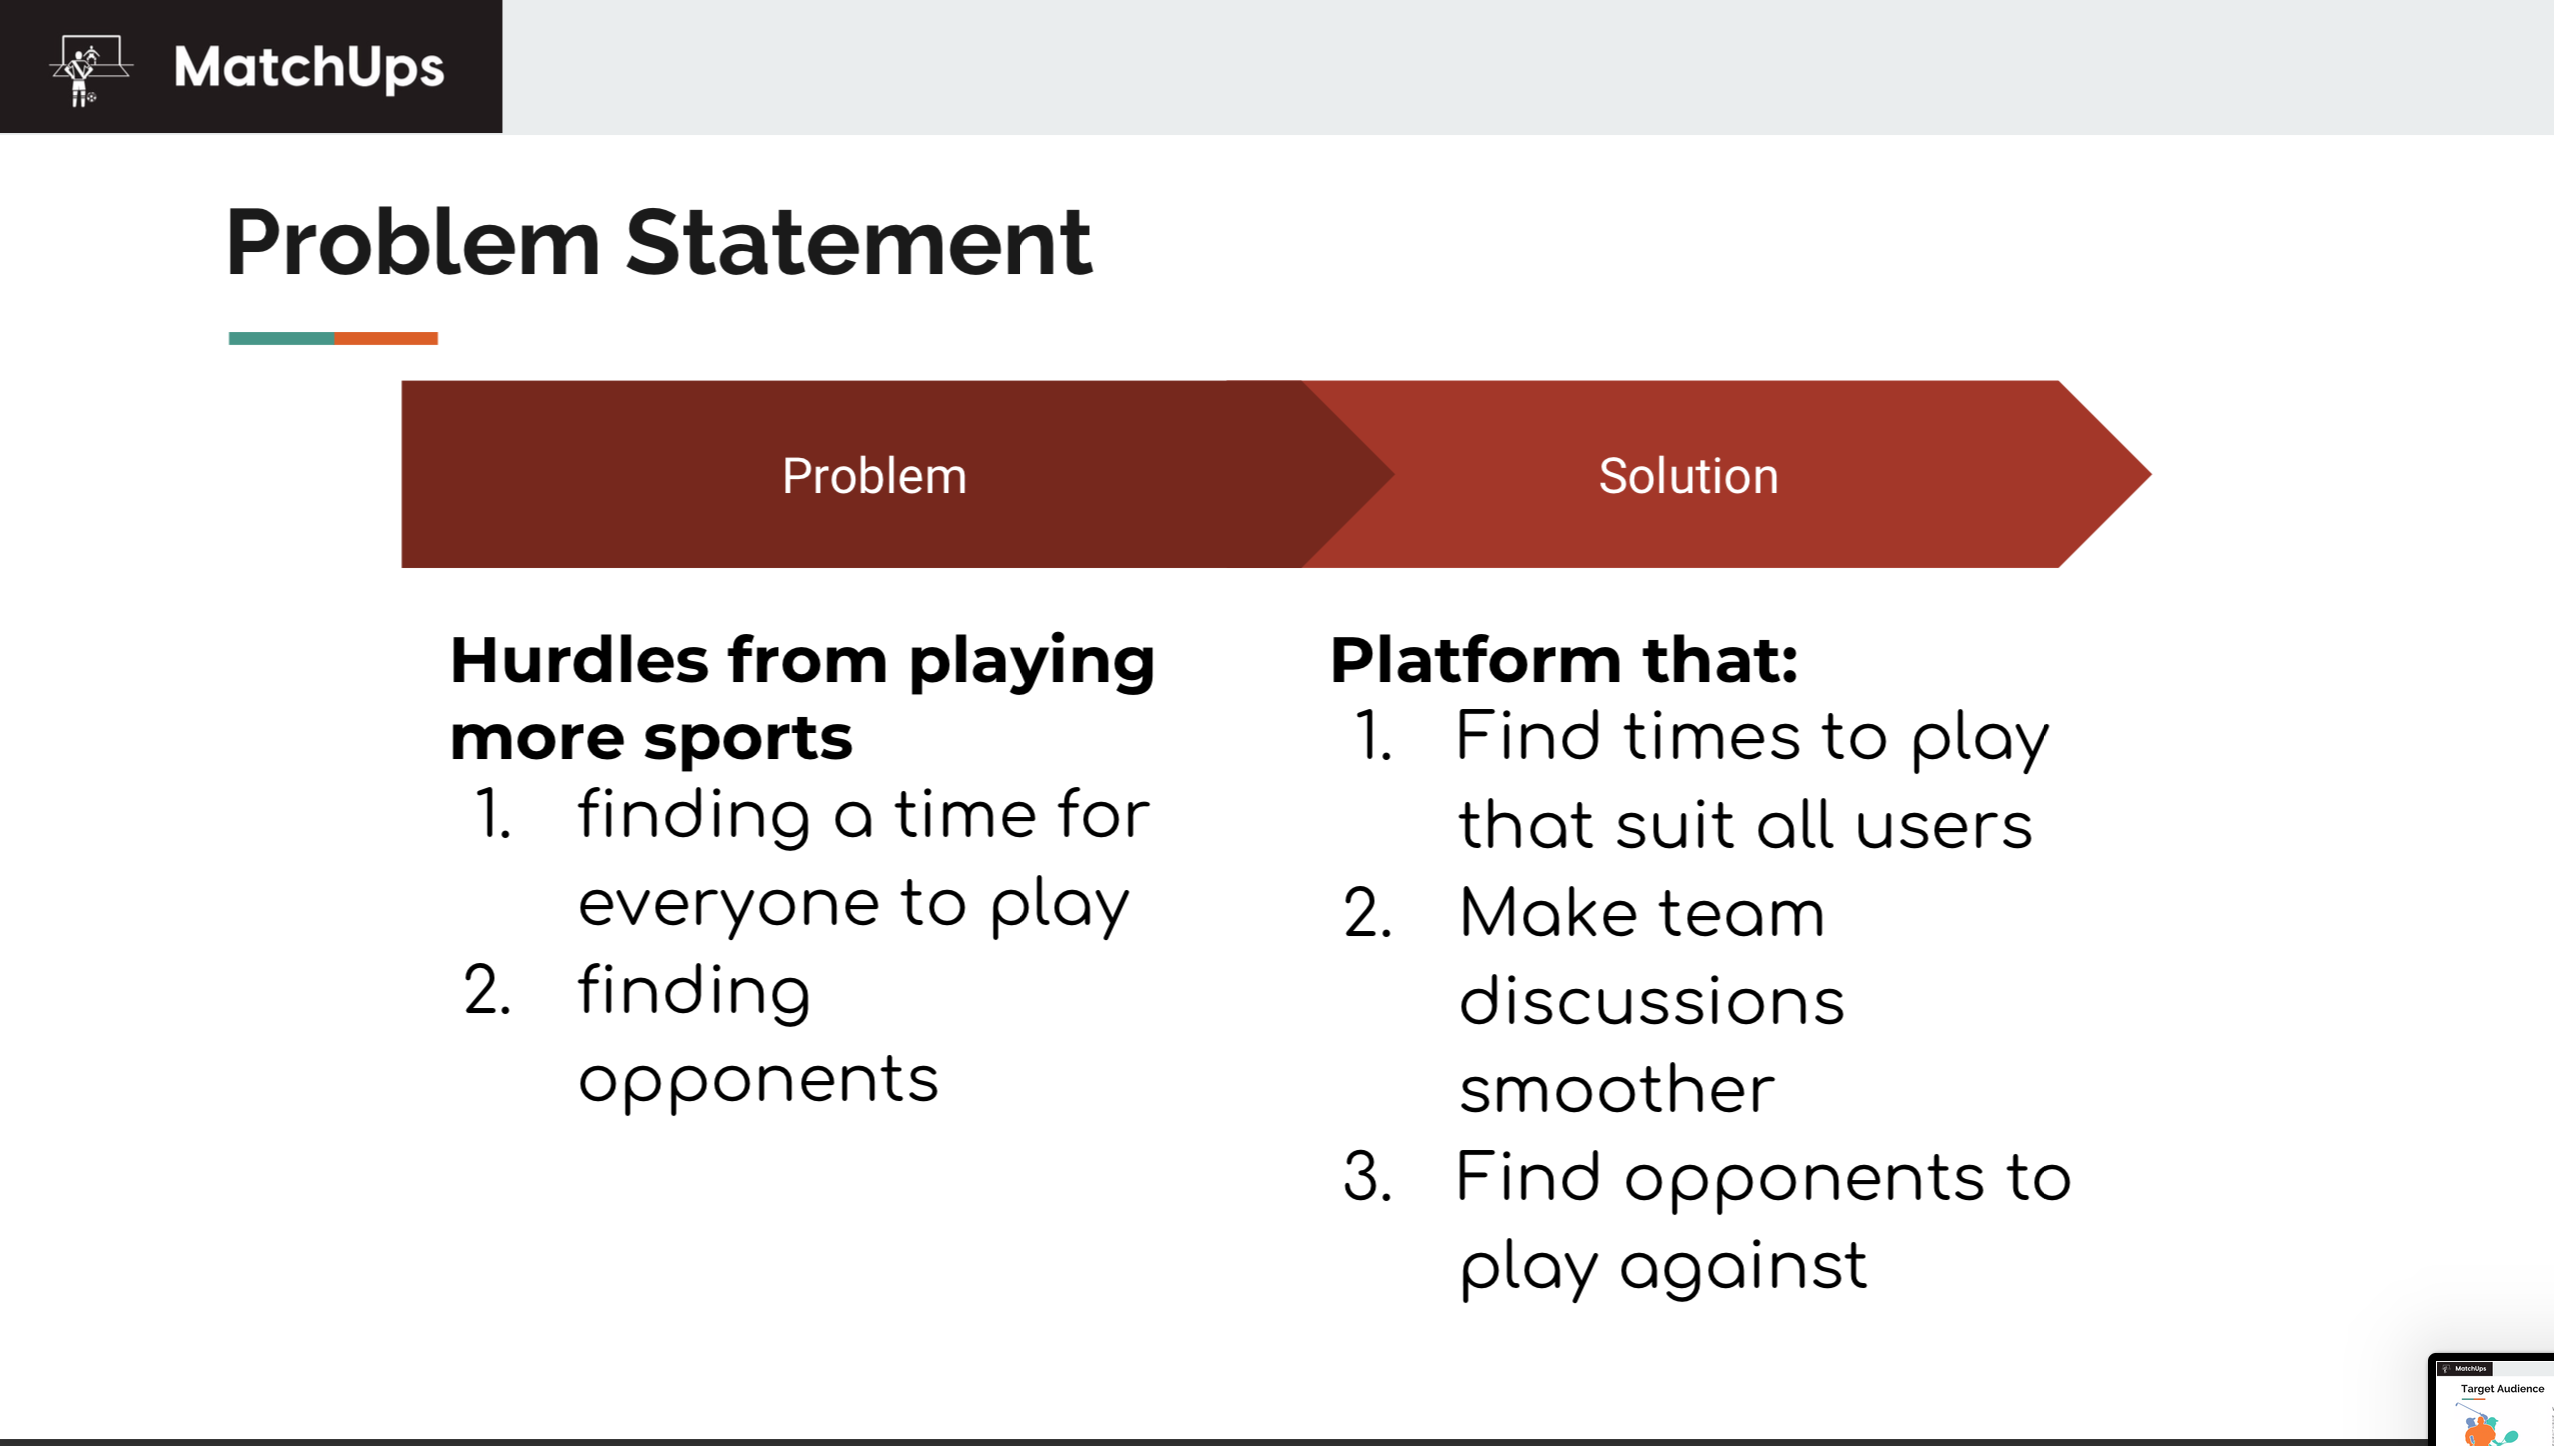 MatchUps
Problem Statement
Problem
Solution
Hurdles from playing
more sports
1. finding a time for
everyone to play
2. finding
opponents
Platform that:
1. Find times to play
that suit all users
2. Make team
discussions
smoother
3. Find opponents to
play against
MatchUps
Target Audience